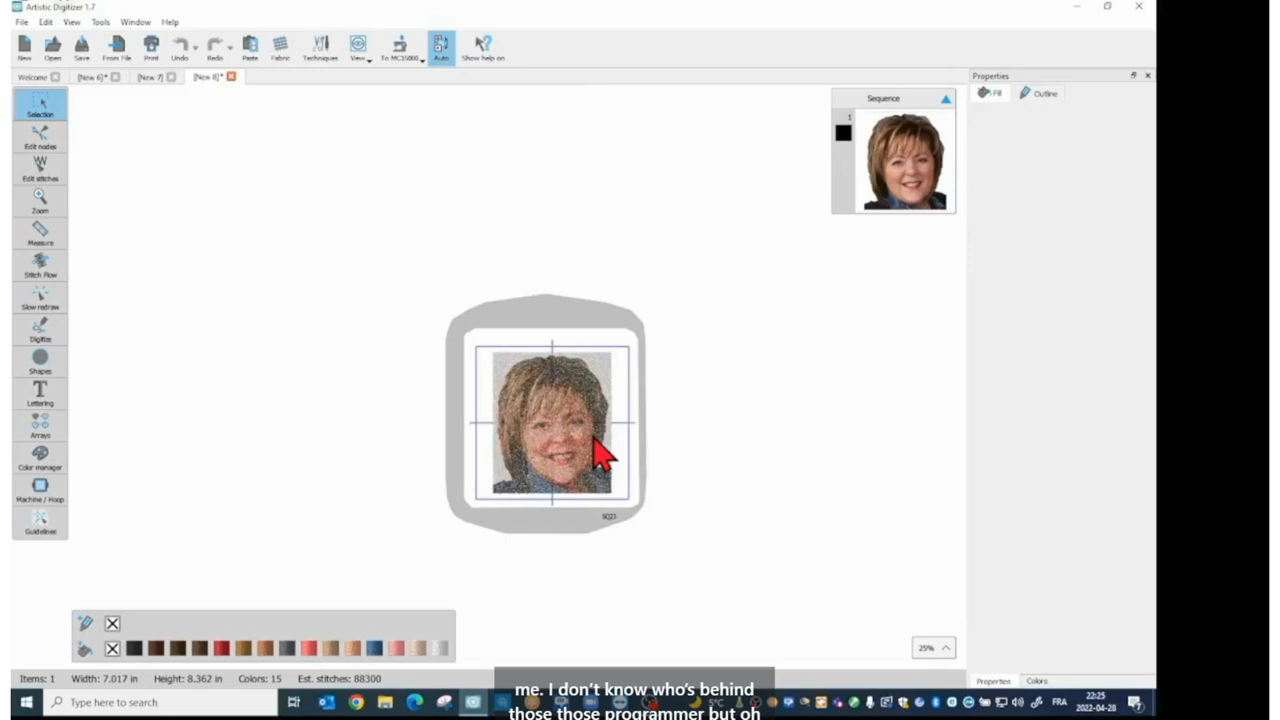 Artistic Digitizer 1.7
File Edit View Tools Window Help
New Open Save From File Print Undo Redo Paste Fabric Techniques View To MC15000 Auto Show help on
Welcome [New 6]* [New 7] [New 8]*
Properties
Fill Outline
Selection
Edit nodes
Edit stitches
Zoom
Measure
Stitch Flow
Slow redraw
Digitize
Shapes
Lettering
Arrays
Color manager
Machine / Hoop
Guidelines
Sequence
1
SQ23
25%
Items: 1 Width: 7.017 in Height: 8.362 in Colors: 15 Est. stitches: 88300
Properties Colors
me. I don't know who's behind
those those programmer but oh
Type here to search
5°C
FRA
22:25
2022-04-28